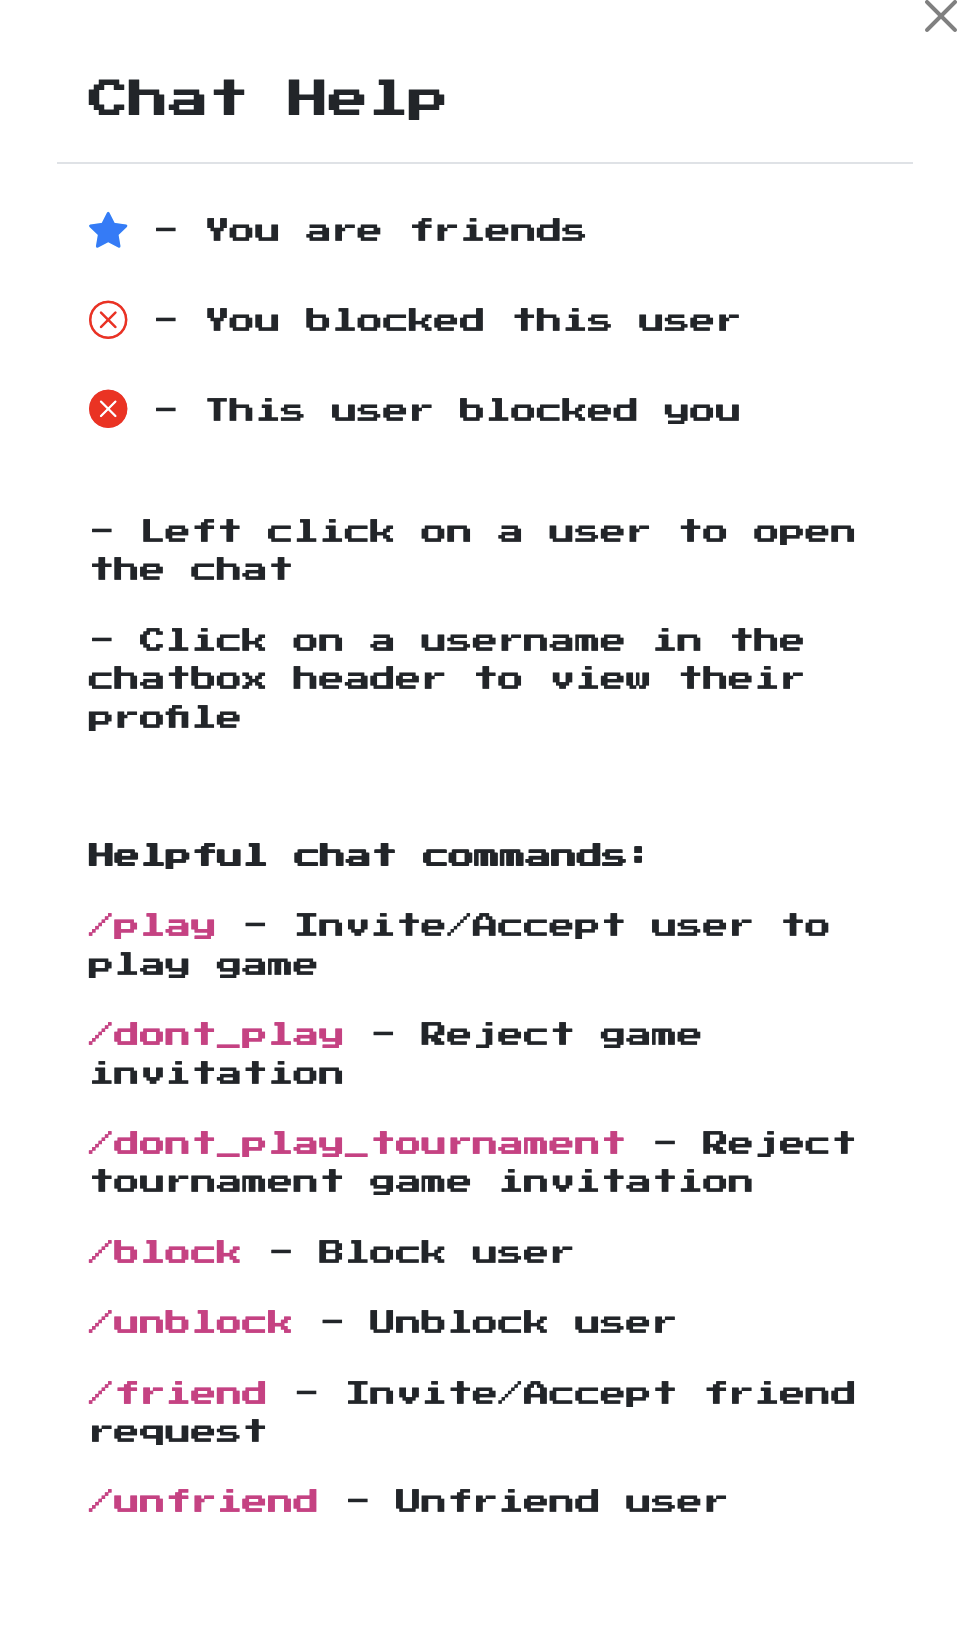 Chat Help
- You are friends
- You blocked this user
- This user blocked you
- Left click on a user to open
the chat
- Click on a username in the
chatbox header to view their
profile
Helpful chat commands:
/play - Invite/Accept user to
play game
/dont_play - Reject game
invitation
/dont_play_tournament - Reject
tournament game invitation
/block - Block user
/unblock - Unblock user
/friend - Invite/Accept friend
request
/unfriend - Unfriend user